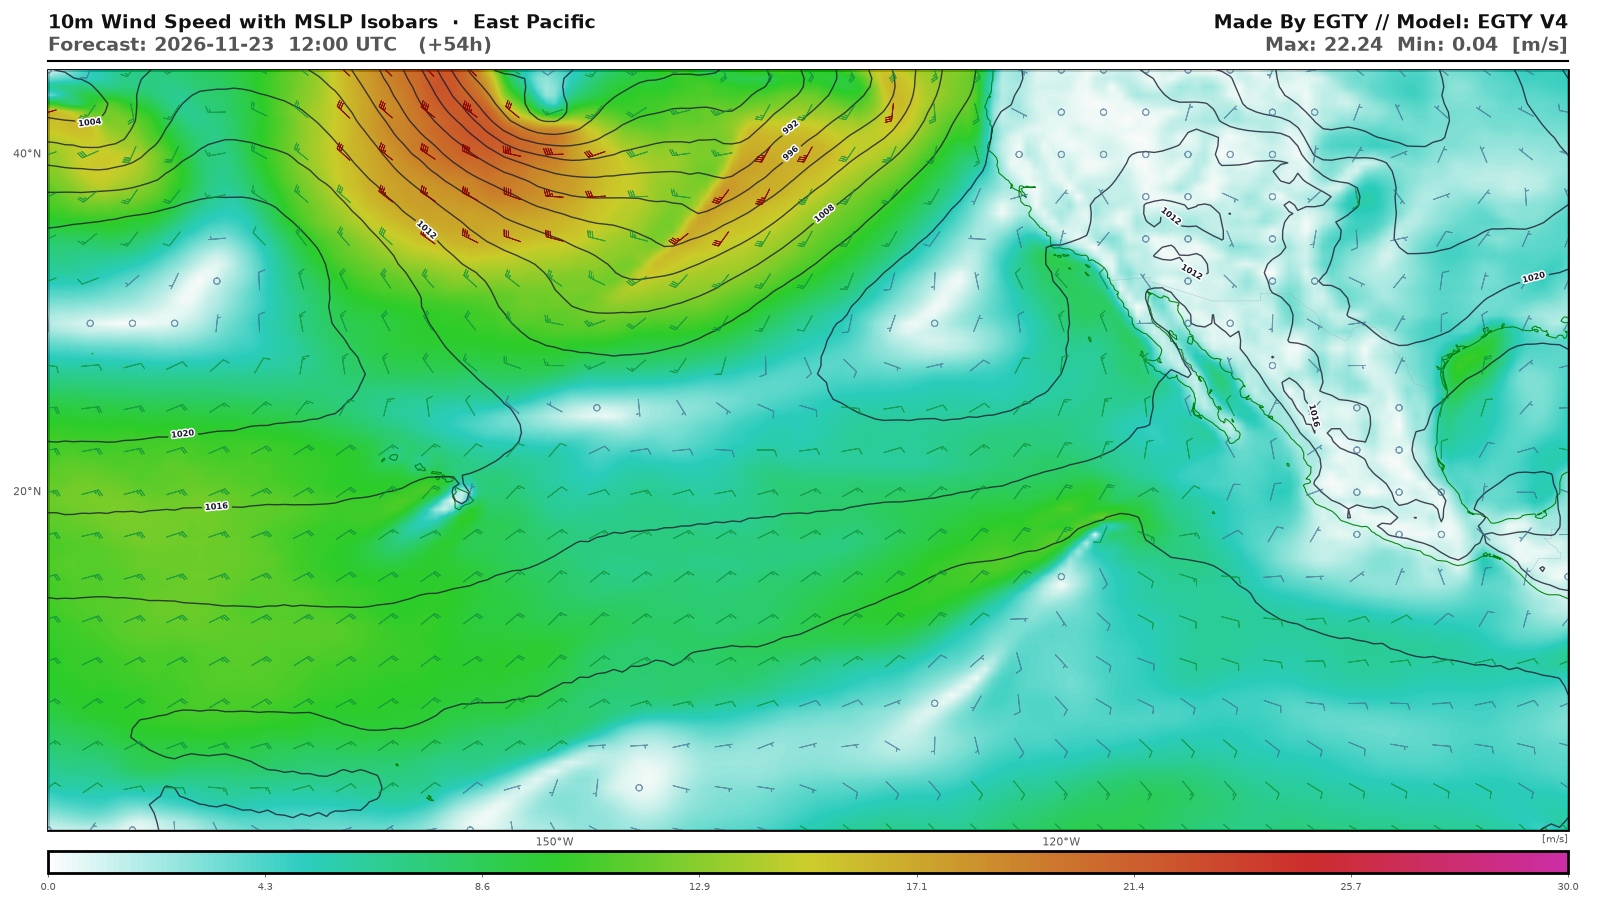 10m Wind Speed with MSLP Isobars · East Pacific
Made By EGTY // Model: EGTY V4
Forecast: 2026-11-23 12:00 UTC (+54h)
Max: 22.24 Min: 0.04 [m/s]
1004
992
40°N
996
1008
1012
1012
1012
1020
1016
1020
20°N
1016
150°W
120°W
[m/s]
0.0
4.3
8.6
12.9
17.1
21.4
25.7
30.0